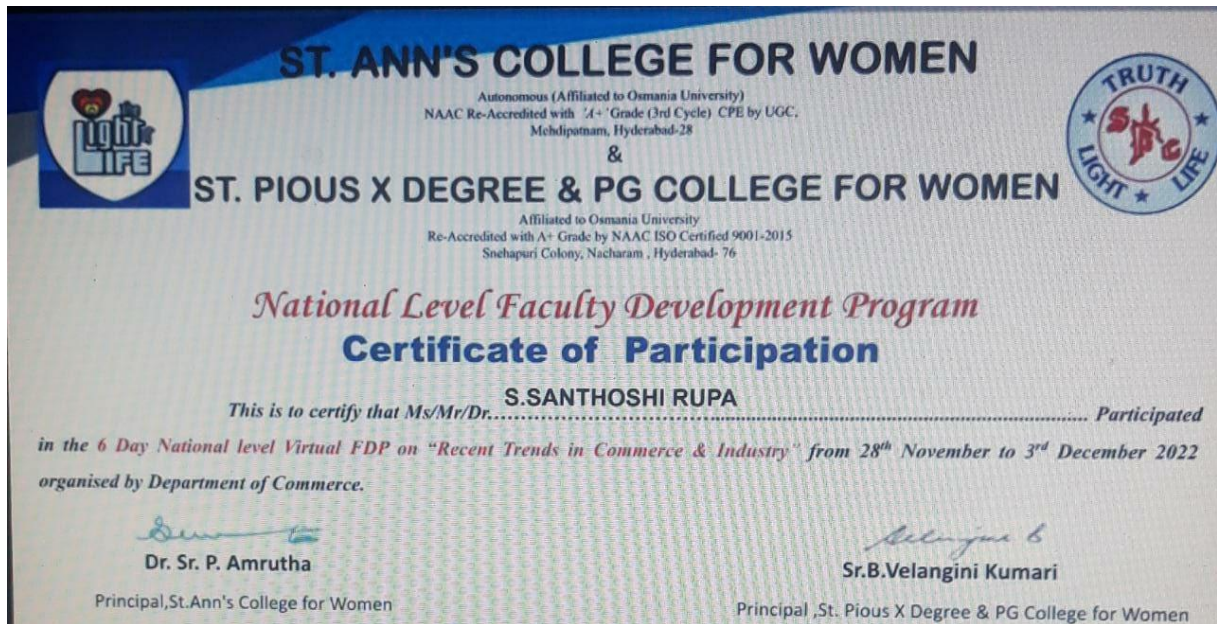 ST. ANN'S COLLEGE FOR WOMEN
Autonomous (Affiliated to Osmania University)
NAAC Re-Accredited with 'A+ 'Grade (3rd Cycle) CPE by UGC,
Mehdipatnam, Hyderabad-28
&
ST. PIOUS X DEGREE & PG COLLEGE FOR WOMEN
Affiliated to Osmania University
Re-Accredited with A+ Grade by NAAC ISO Certified 9001-2015
Snehapuri Colony, Nacharam , Hyderabad- 76
the
Light
LIFE
TRUTH
SPC
LIGHT LIFE
National Level Faculty Development Program
Certificate of Participation
This is to certify that Ms/Mr/Dr. S.SANTHOSHI RUPA Participated
in the 6 Day National level Virtual FDP on “Recent Trends in Commerce & Industry” from 28th November to 3rd December 2022
organised by Department of Commerce.
Dr. Sr. P. Amrutha
Sr.B.Velangini Kumari
Principal,St.Ann's College for Women
Principal ,St. Pious X Degree & PG College for Women